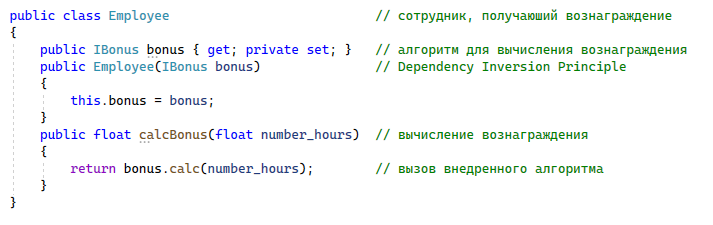 public class Employee // сотрудник, получаюший вознаграждение
{
public IBonus bonus { get; private set; } // алгоритм для вычисления вознаграждения
public Employee(IBonus bonus) // Dependency Inversion Principle
{
this.bonus = bonus;
}
public float calcBonus(float number_hours) // вычисление вознаграждения
{
return bonus.calc(number_hours); // вызов внедренного алгоритма
}
}